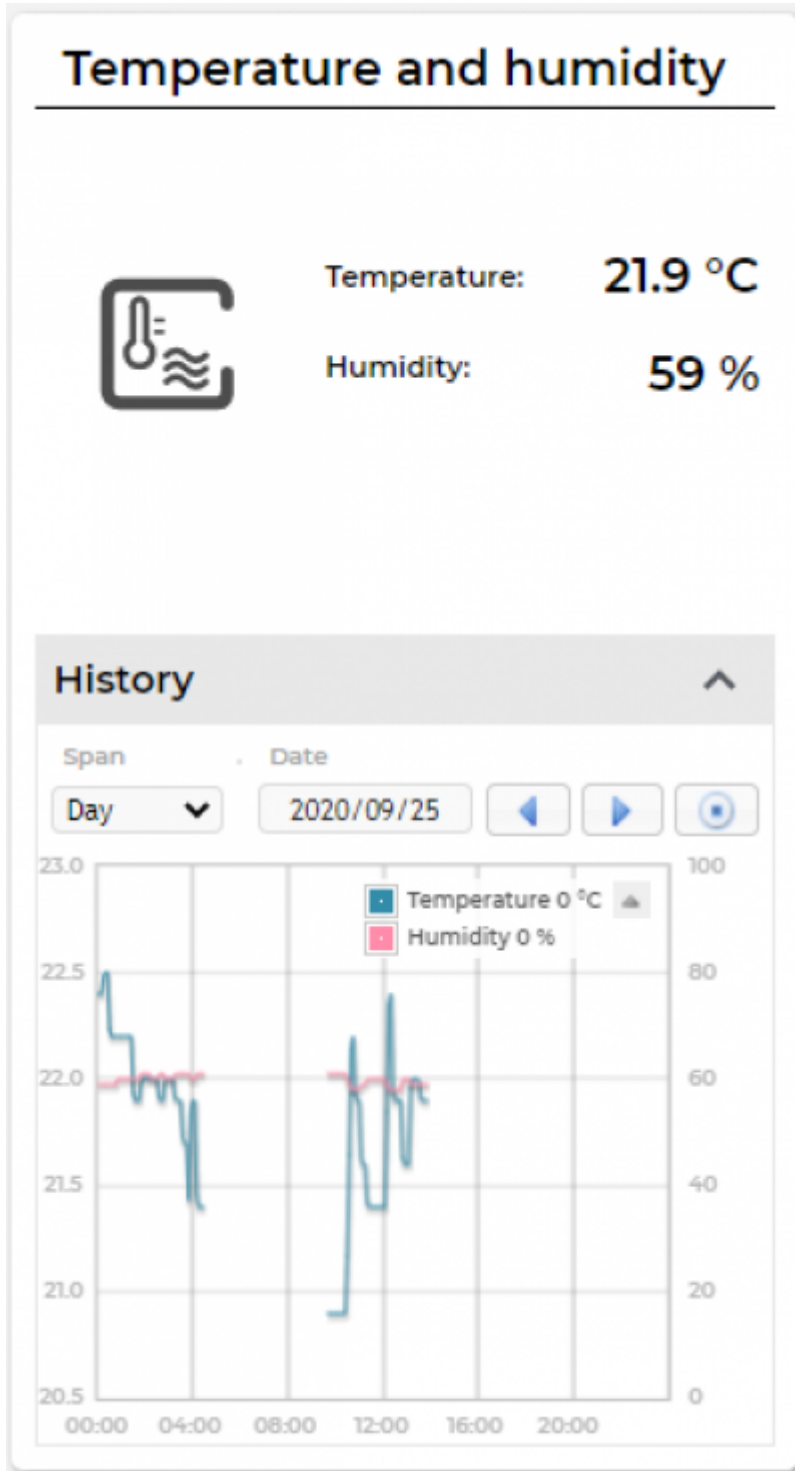 Temperature and humidity
Temperature: 21.9 °C
Humidity: 59 %
History
Span . Date
Day 2020/09/25
23.0 100
Temperature 0 °C
Humidity 0 %
22.5 80
22.0 60
21.5 40
21.0 20
20.5 0
00:00 04:00 08:00 12:00 16:00 20:00